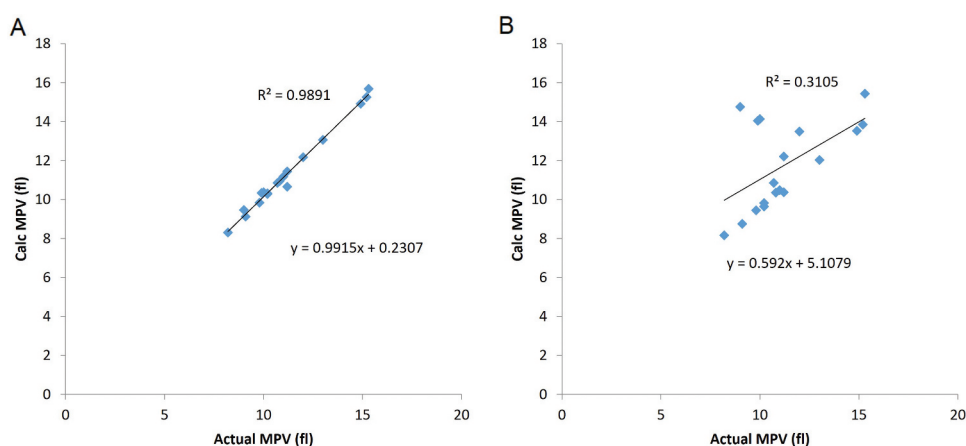 A
18
16
14
12
10
8
6
4
2
0
Calc MPV (fl)
R² = 0.9891
y = 0.9915x + 0.2307
0 5 10 15 20
Actual MPV (fl)
B
18
16
14
12
10
8
6
4
2
0
Calc MPV (fl)
R² = 0.3105
y = 0.592x + 5.1079
0 5 10 15 20
Actual MPV (fl)